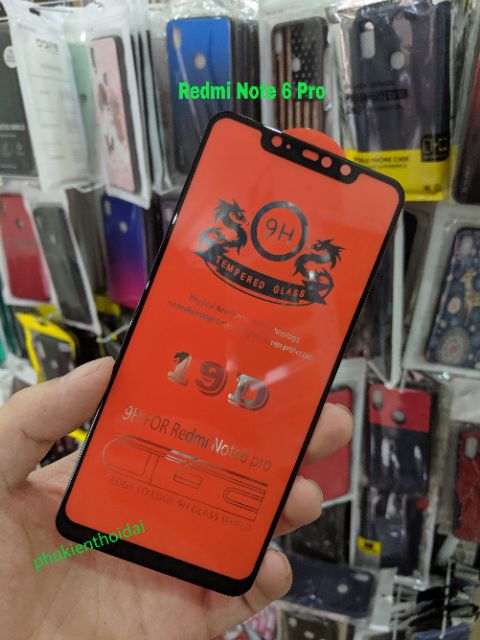 Redmi Note 6 Pro
9H
TEMPERED GLASS
19D
9H FOR Redmi Note6 pro
EDGE TO EDGE 9H GLASS SHIELD
phukienthoidai